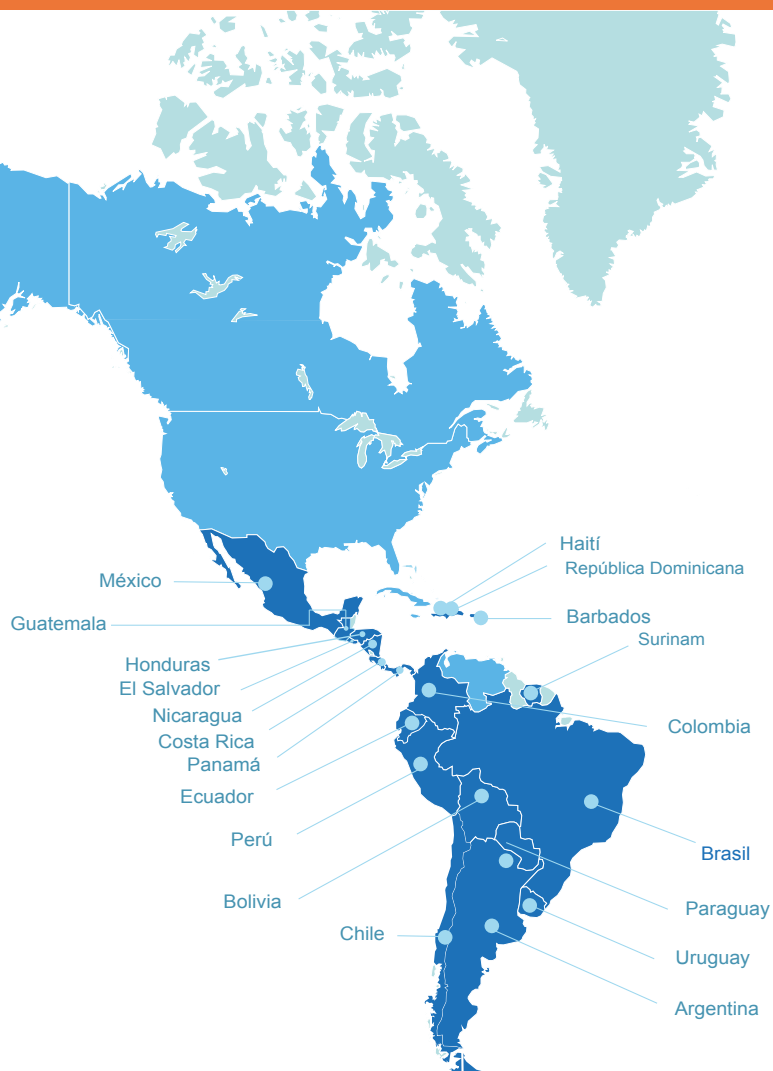 Haití
República Dominicana
México
Barbados
Guatemala
Surinam
Honduras
El Salvador
Nicaragua
Colombia
Costa Rica
Panamá
Ecuador
Perú
Brasil
Bolivia
Paraguay
Chile
Uruguay
Argentina